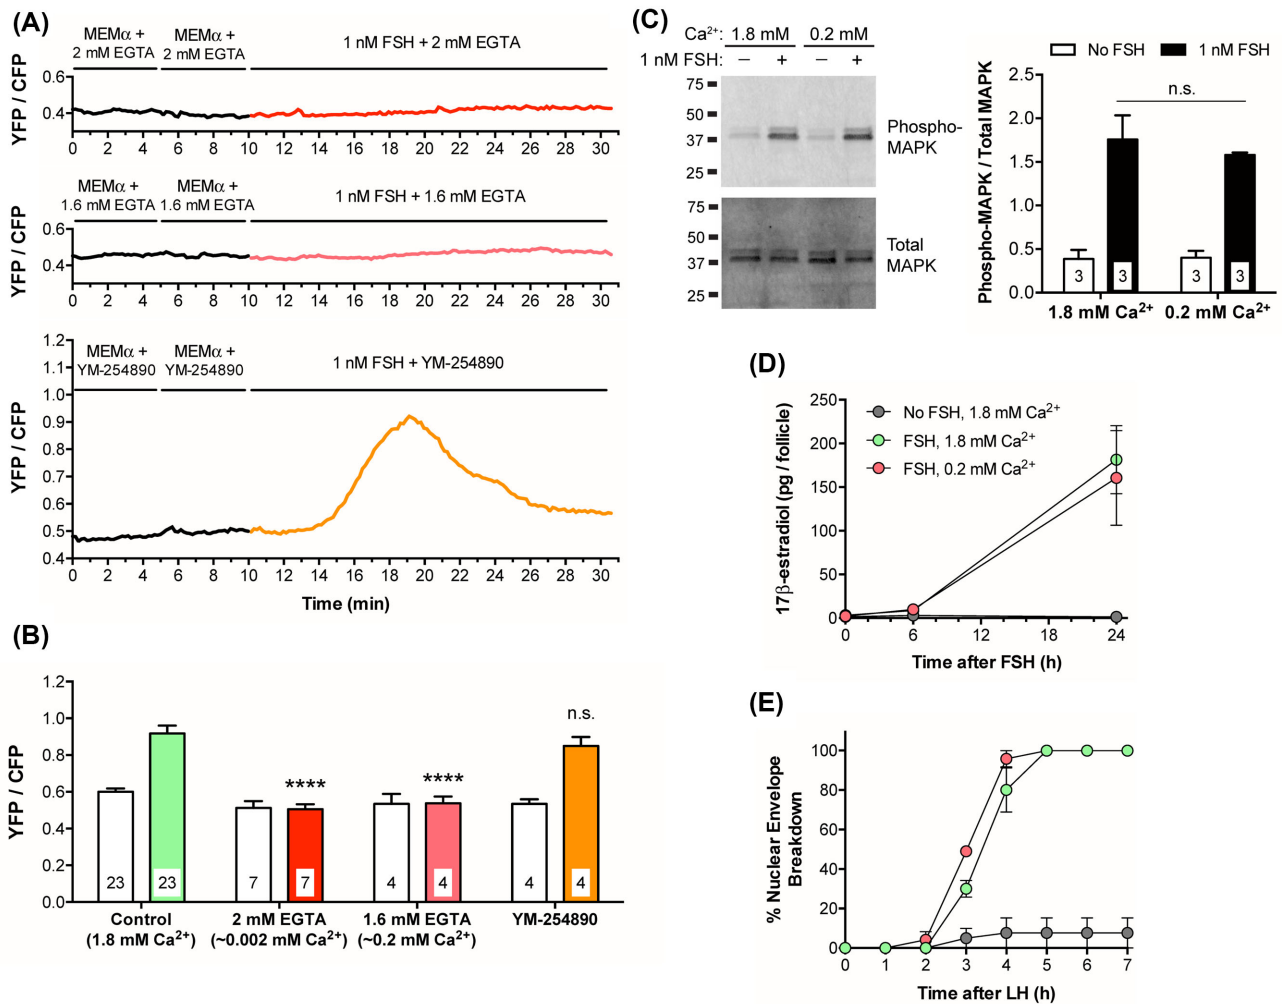 (A)
MEMα +
2 mM EGTA
MEMα +
2 mM EGTA
1 nM FSH + 2 mM EGTA
YFP / CFP
0.6
0.4
0 2 4 6 8 10 12 14 16 18 20 22 24 26 28 30
MEMα +
1.6 mM EGTA
MEMα +
1.6 mM EGTA
1 nM FSH + 1.6 mM EGTA
YFP / CFP
0.6
0.4
0 2 4 6 8 10 12 14 16 18 20 22 24 26 28 30
MEMα +
YM-254890
MEMα +
YM-254890
1 nM FSH + YM-254890
YFP / CFP
1.2
1.1
1.0
0.9
0.8
0.7
0.6
0.5
0.4
0 2 4 6 8 10 12 14 16 18 20 22 24 26 28 30
Time (min)
(B)
YFP / CFP
1.2
1.0
0.8
0.6
0.4
0.2
0.0
**** **** n.s.
23 23 7 7 4 4 4 4
Control
(1.8 mM Ca²⁺)
2 mM EGTA
(~0.002 mM Ca²⁺)
1.6 mM EGTA
(~0.2 mM Ca²⁺)
YM-254890
(C)
Ca²⁺: 1.8 mM 0.2 mM
1 nM FSH: – + – +
75
50
37
25
Phospho-
MAPK
75
50
37
25
Total
MAPK
No FSH 1 nM FSH
Phospho-MAPK / Total MAPK
2.5
2.0
1.5
1.0
0.5
0.0
n.s.
3 3 3 3
1.8 mM Ca²⁺ 0.2 mM Ca²⁺
(D)
17β-estradiol (pg / follicle)
250
200
150
100
50
0
No FSH, 1.8 mM Ca²⁺
FSH, 1.8 mM Ca²⁺
FSH, 0.2 mM Ca²⁺
0 6 12 18 24
Time after FSH (h)
(E)
% Nuclear Envelope
Breakdown
100
80
60
40
20
0
0 1 2 3 4 5 6 7
Time after LH (h)